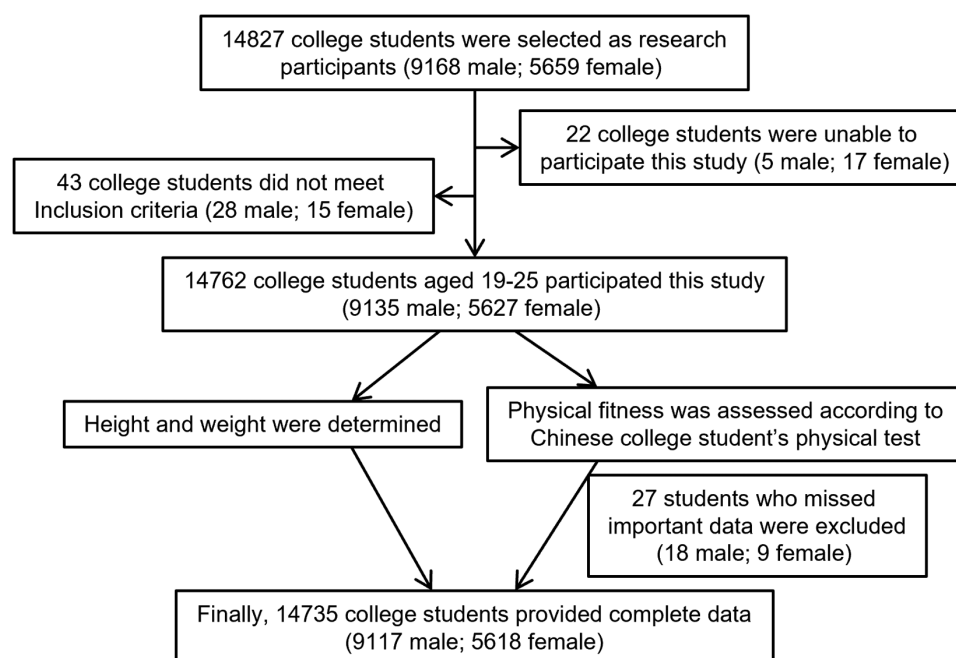 14827 college students were selected as research
participants (9168 male; 5659 female)
22 college students were unable to
participate this study (5 male; 17 female)
43 college students did not meet
Inclusion criteria (28 male; 15 female)
14762 college students aged 19-25 participated this study
(9135 male; 5627 female)
Height and weight were determined
Physical fitness was assessed according to
Chinese college student’s physical test
27 students who missed
important data were excluded
(18 male; 9 female)
Finally, 14735 college students provided complete data
(9117 male; 5618 female)